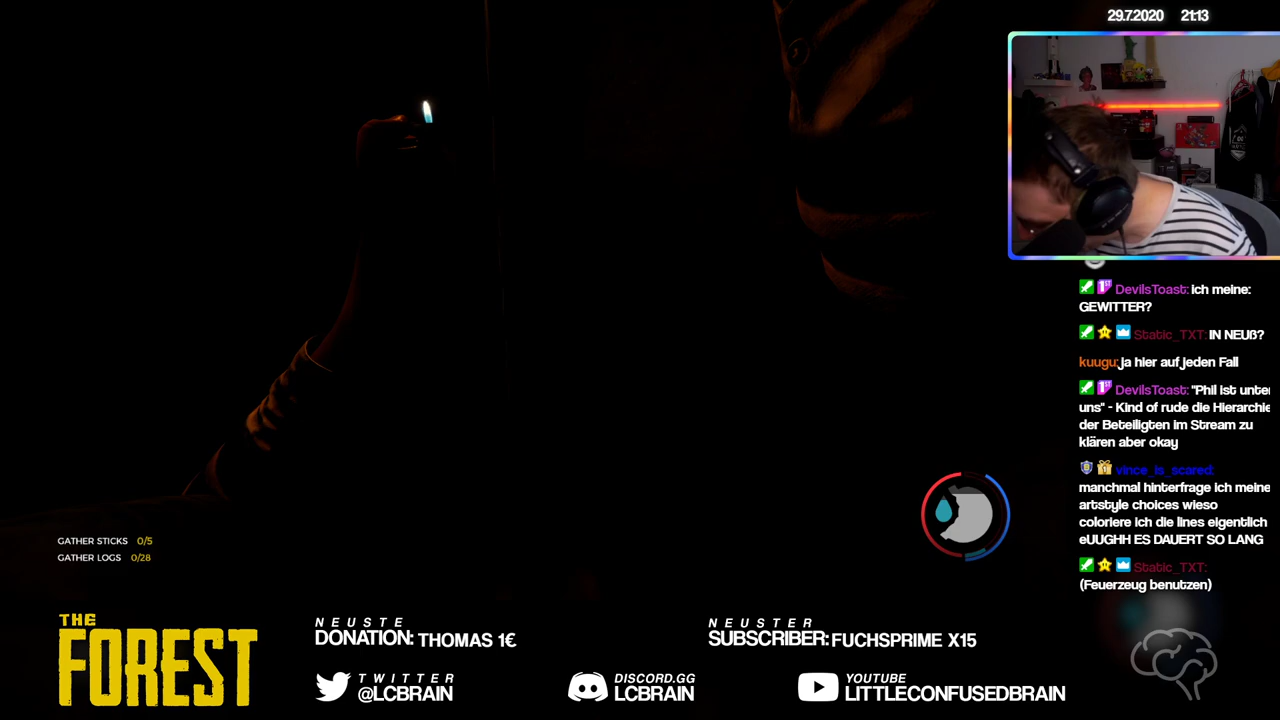 29.7.2020 21:13
DevilsToast: ich meine:
GEWITTER?
Static_TXT: IN NEUß?
kuugu: ja hier auf jeden Fall
DevilsToast: "Phil ist unter
uns" - Kind of rude die Hierarchie
der Beteiligten im Stream zu
klären aber okay
vince_is_scared:
manchmal hinterfrage ich meine
artstyle choices wieso
coloriere ich die lines eigentlich
eUUGHH ES DAUERT SO LANG
Static_TXT:
(Feuerzeug benutzen)
GATHER STICKS 0/5
GATHER LOGS 0/28
THE
FOREST
NEUSTE
DONATION: THOMAS 1€
NEUSTER
SUBSCRIBER: FUCHSPRIME X15
TWITTER
@LCBRAIN
DISCORD.GG
LCBRAIN
YOUTUBE
LITTLECONFUSEDBRAIN